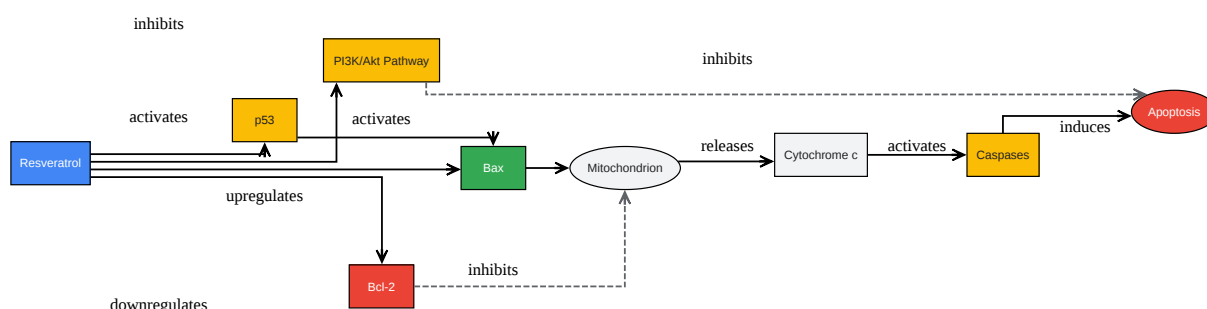 inhibits
PI3K/Akt Pathway
inhibits
p53
activates
activates
Apoptosis
induces
Resveratrol
Bax
Mitochondrion
releases
Cytochrome c
activates
Caspases
upregulates
Bcl-2
inhibits
downregulates